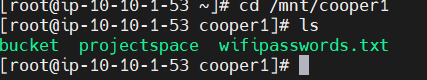 [root@ip-10-10-1-53 ~]# cd /mnt/cooper1
[root@ip-10-10-1-53 cooper1]# ls
bucket  projectspace  wifipasswords.txt
[root@ip-10-10-1-53 cooper1]#